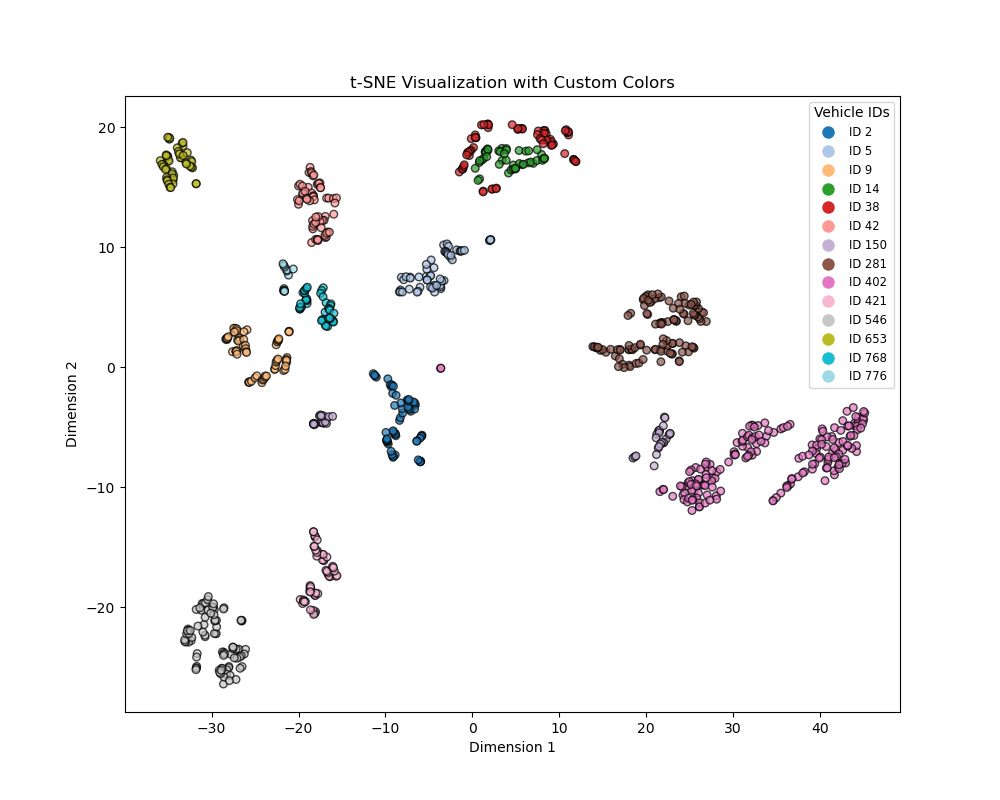 t-SNE Visualization with Custom Colors
Vehicle IDs
ID 2
ID 5
ID 9
ID 14
ID 38
ID 42
ID 150
ID 281
ID 402
ID 421
ID 546
ID 653
ID 768
ID 776
20
10
0
−10
−20
Dimension 2
−30
−20
−10
0
10
20
30
40
Dimension 1